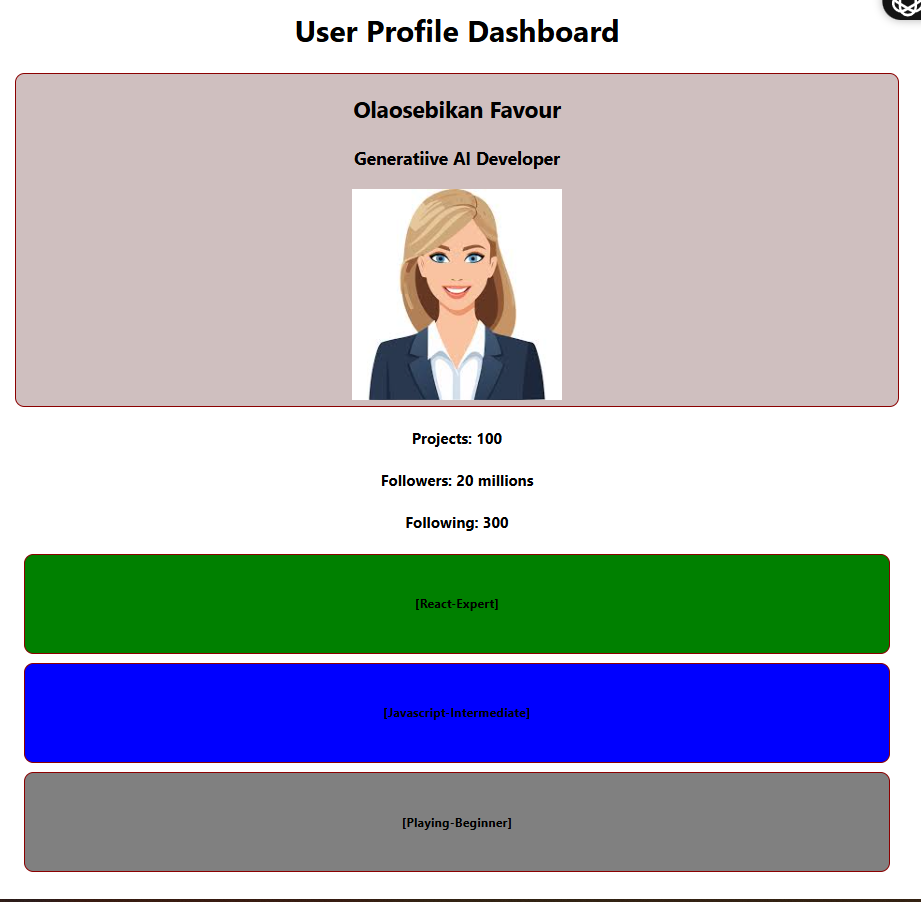 User Profile Dashboard
Olaosebikan Favour
Generatiive AI Developer
Projects: 100
Followers: 20 millions
Following: 300
[React-Expert]
[Javascript-Intermediate]
[Playing-Beginner]